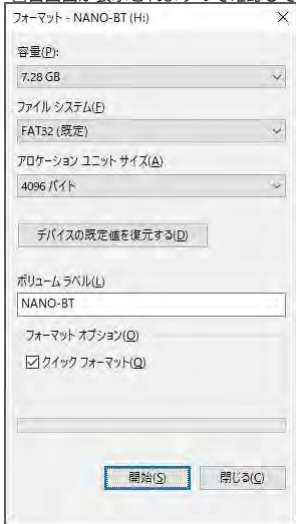 フォーマット - NANO-BT (H:)
容量(P):
7.28 GB
ファイル システム(F)
FAT32 (既定)
アロケーション ユニット サイズ(A)
4096 バイト
デバイスの既定値を復元する(D)
ボリューム ラベル(L)
NANO-BT
フォーマット オプション(O)
クイック フォーマット(Q)
開始(S)
閉じる(C)